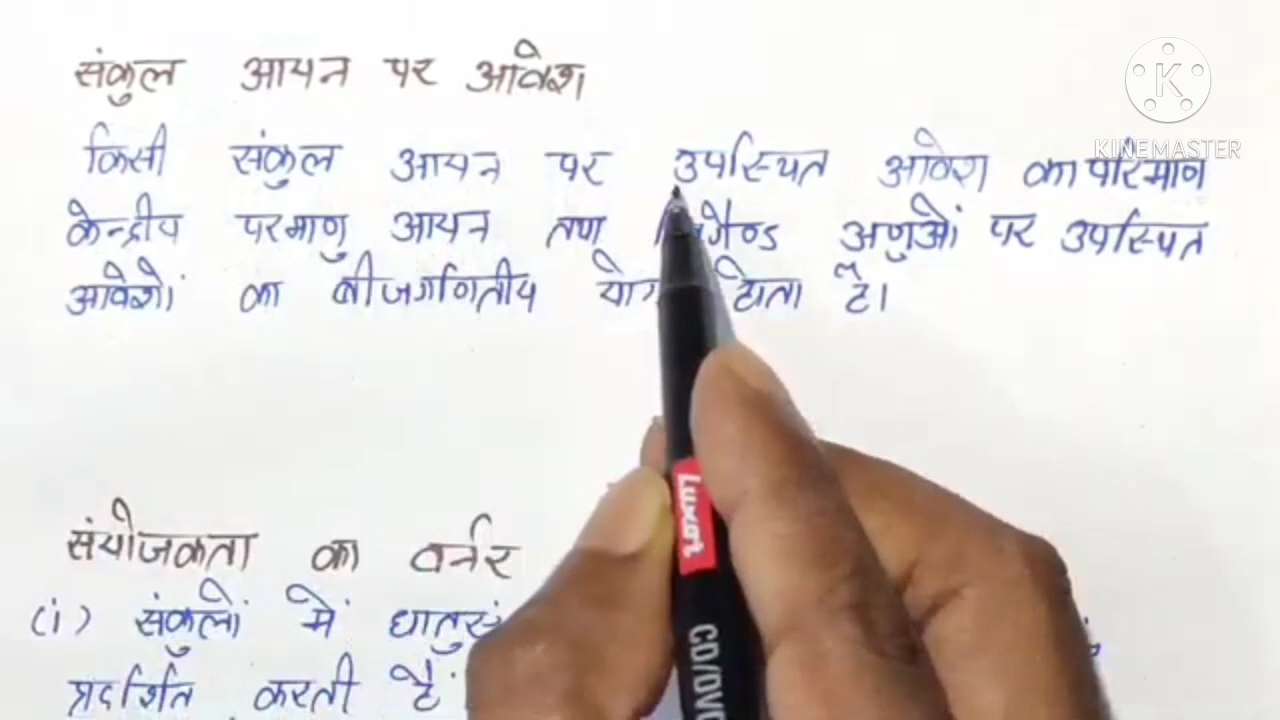 संकुल आयन पर आवेश
K
KINEMASTER
किसी संकुल आयन पर उपस्थित आवेश का परिमाण
केन्द्रीय परमाणु आयन तथा अणुओं पर उपस्थित
आवेशों का बीजगणितीय होता है।
संयोजकता का वर्नर
(i) संकुलों में
प्रदर्शित करती हैं
Luxor
CD/DVD